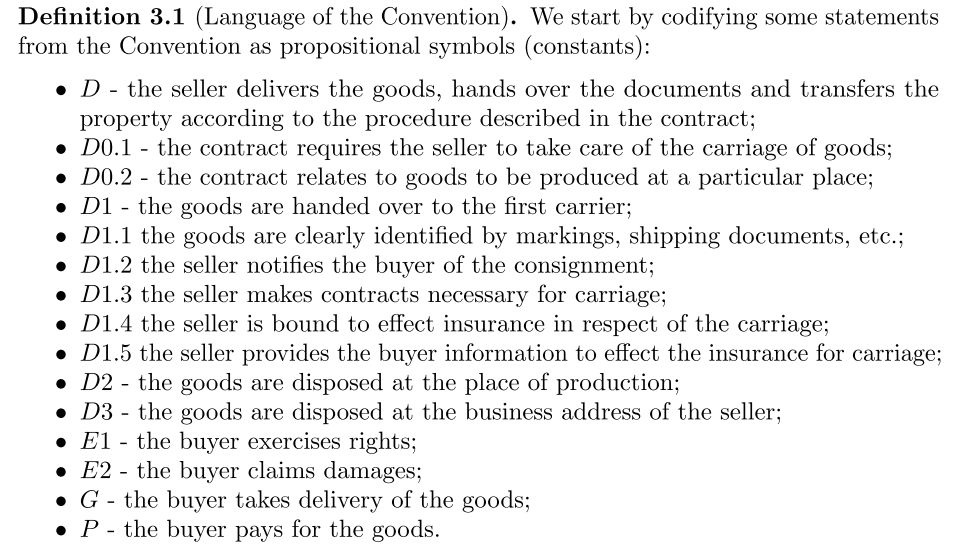 Definition 3.1 (Language of the Convention). We start by codifying some statements
from the Convention as propositional symbols (constants):
• D - the seller delivers the goods, hands over the documents and transfers the
property according to the procedure described in the contract;
• D0.1 - the contract requires the seller to take care of the carriage of goods;
• D0.2 - the contract relates to goods to be produced at a particular place;
• D1 - the goods are handed over to the first carrier;
• D1.1 the goods are clearly identified by markings, shipping documents, etc.;
• D1.2 the seller notifies the buyer of the consignment;
• D1.3 the seller makes contracts necessary for carriage;
• D1.4 the seller is bound to effect insurance in respect of the carriage;
• D1.5 the seller provides the buyer information to effect the insurance for carriage;
• D2 - the goods are disposed at the place of production;
• D3 - the goods are disposed at the business address of the seller;
• E1 - the buyer exercises rights;
• E2 - the buyer claims damages;
• G - the buyer takes delivery of the goods;
• P - the buyer pays for the goods.